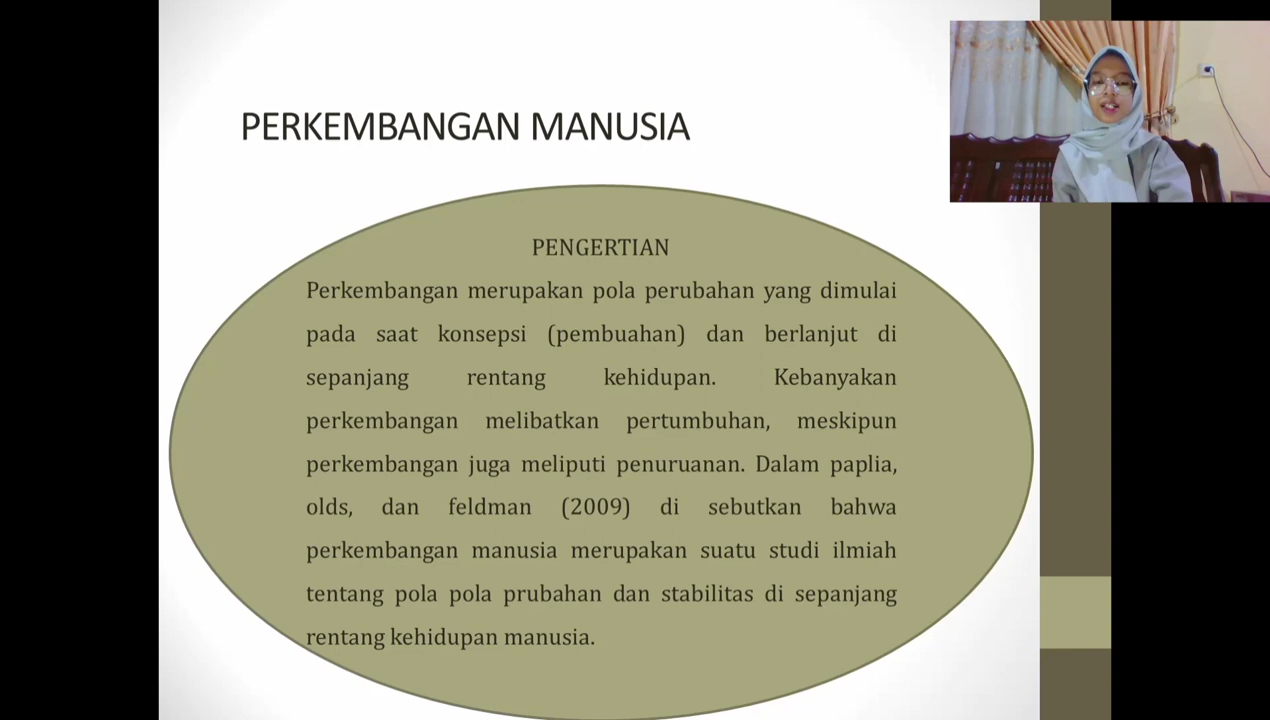 PERKEMBANGAN MANUSIA
PENGERTIAN
Perkembangan merupakan pola perubahan yang dimulai
pada saat konsepsi (pembuahan) dan berlanjut di
sepanjang rentang kehidupan. Kebanyakan
perkembangan melibatkan pertumbuhan, meskipun
perkembangan juga meliputi penuruanan. Dalam paplia,
olds, dan feldman (2009) di sebutkan bahwa
perkembangan manusia merupakan suatu studi ilmiah
tentang pola pola prubahan dan stabilitas di sepanjang
rentang kehidupan manusia.